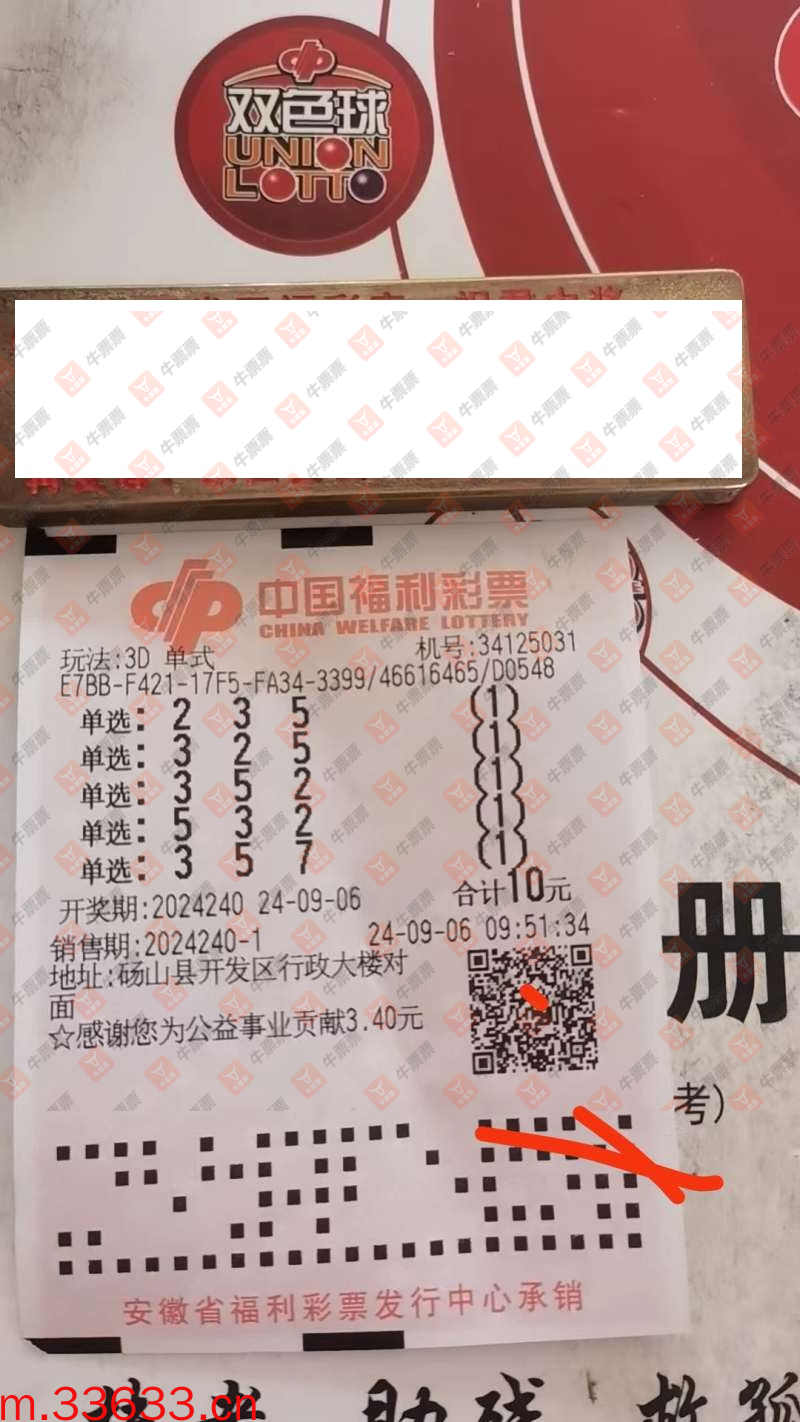 双色球
UNION
LOTTO
中国福利彩票
CHINA WELFARE LOTTERY
玩法:3D 单式 机号:34125031
E7BB-F421-17F5-FA34-3399/46616465/D0548
单选: 2 3 5 (1)
单选: 3 2 5 (1)
单选: 3 5 2 (1)
单选: 5 3 2 (1)
单选: 3 5 7 (1)
合计10元
开奖期:2024240 24-09-06
销售期:2024240-1 24-09-06 09:51:34
地址:砀山县开发区行政大楼对
面
☆感谢您为公益事业贡献3.40元
册
考)
安徽省福利彩票发行中心承销
m.33633.cn
牛票票